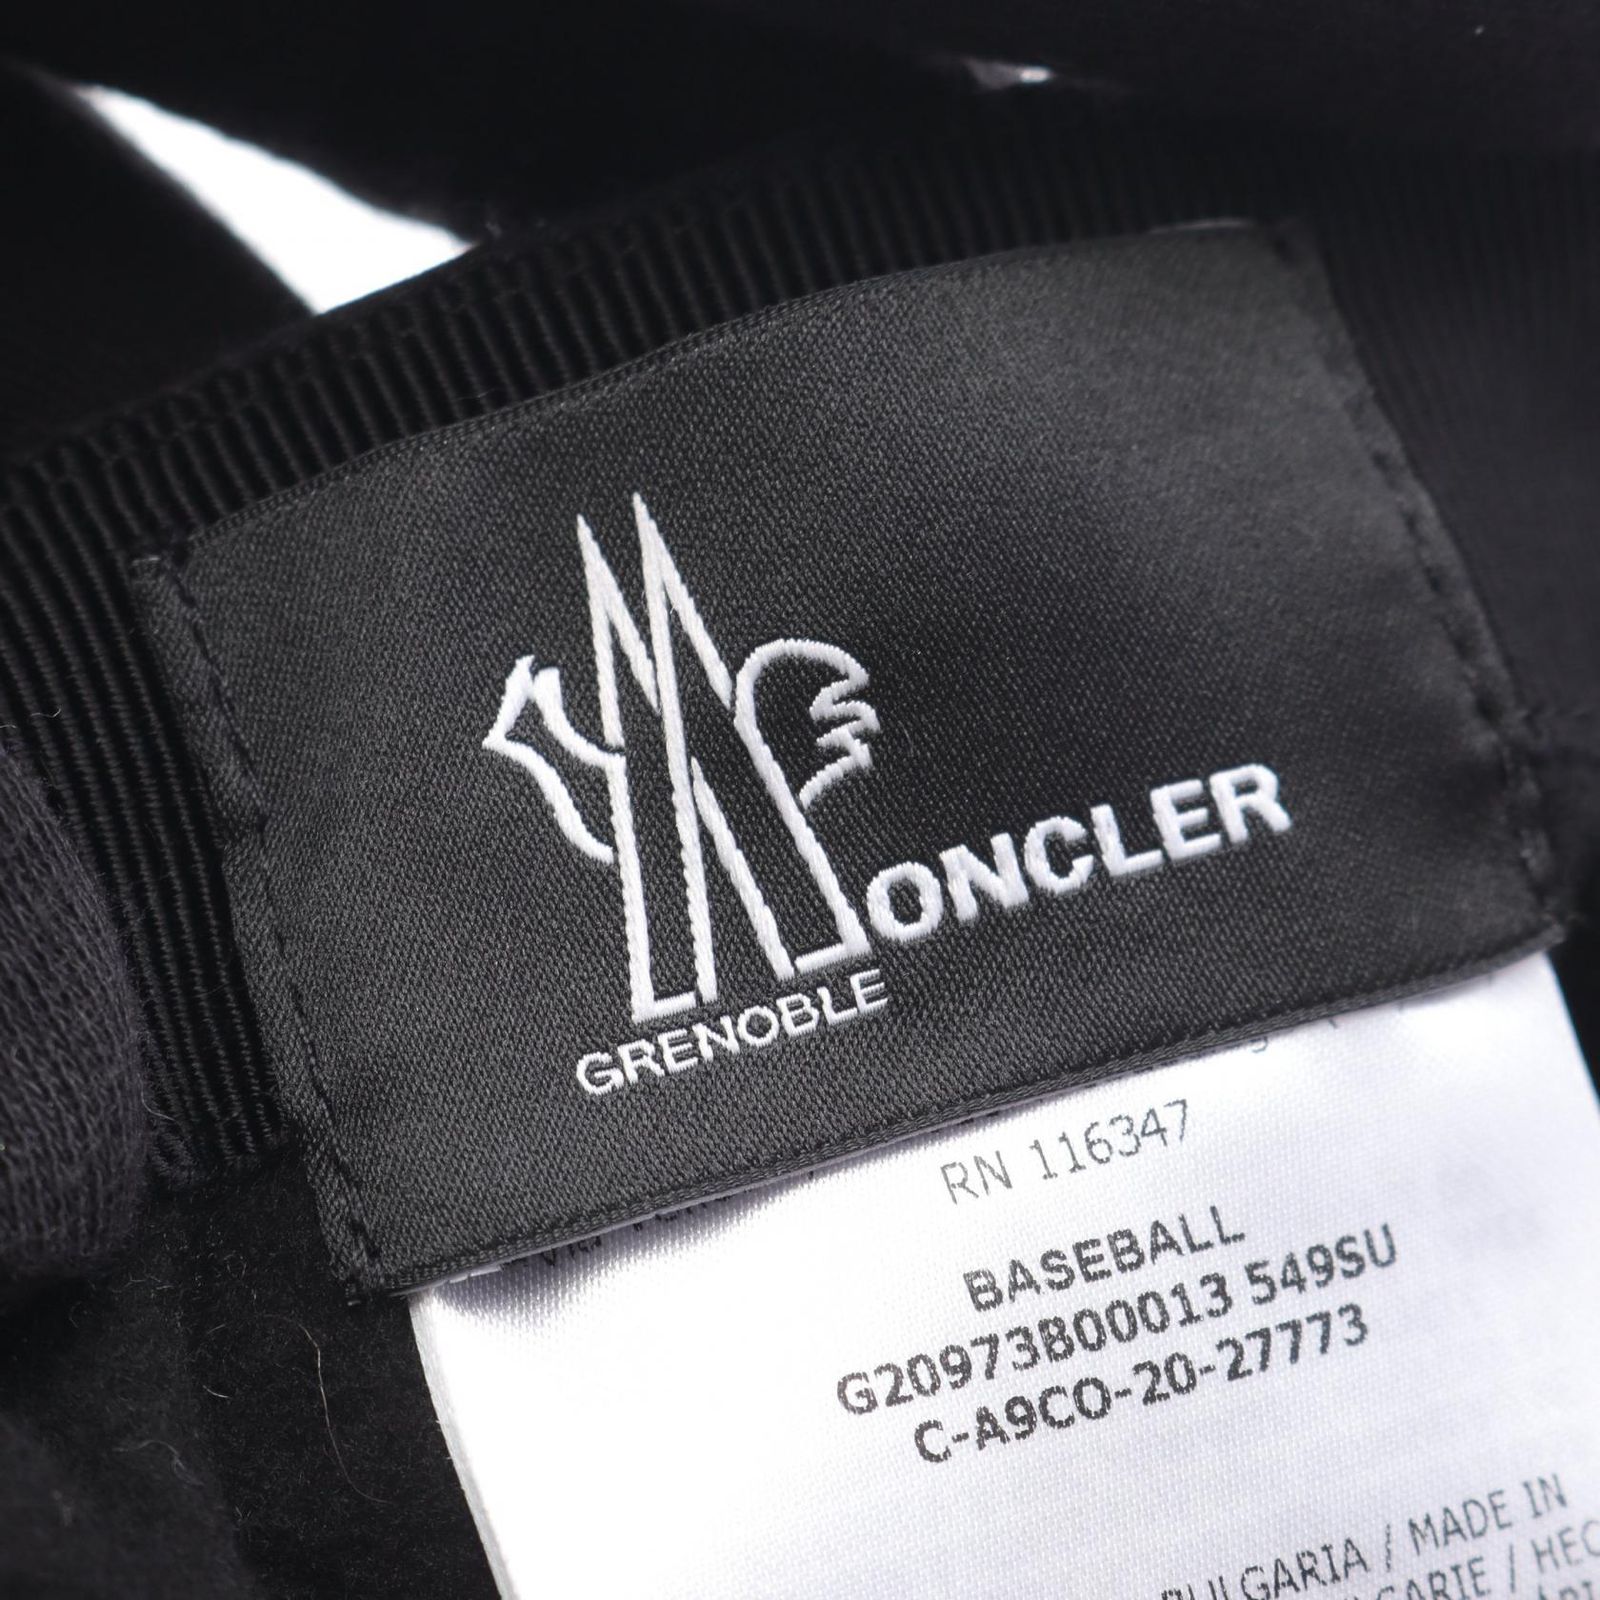 MONCLER
GRENOBLE
RN 116347
BASEBALL
G20973B00013 549SU
C-A9CO-20-27773
BULGARIA / MADE IN